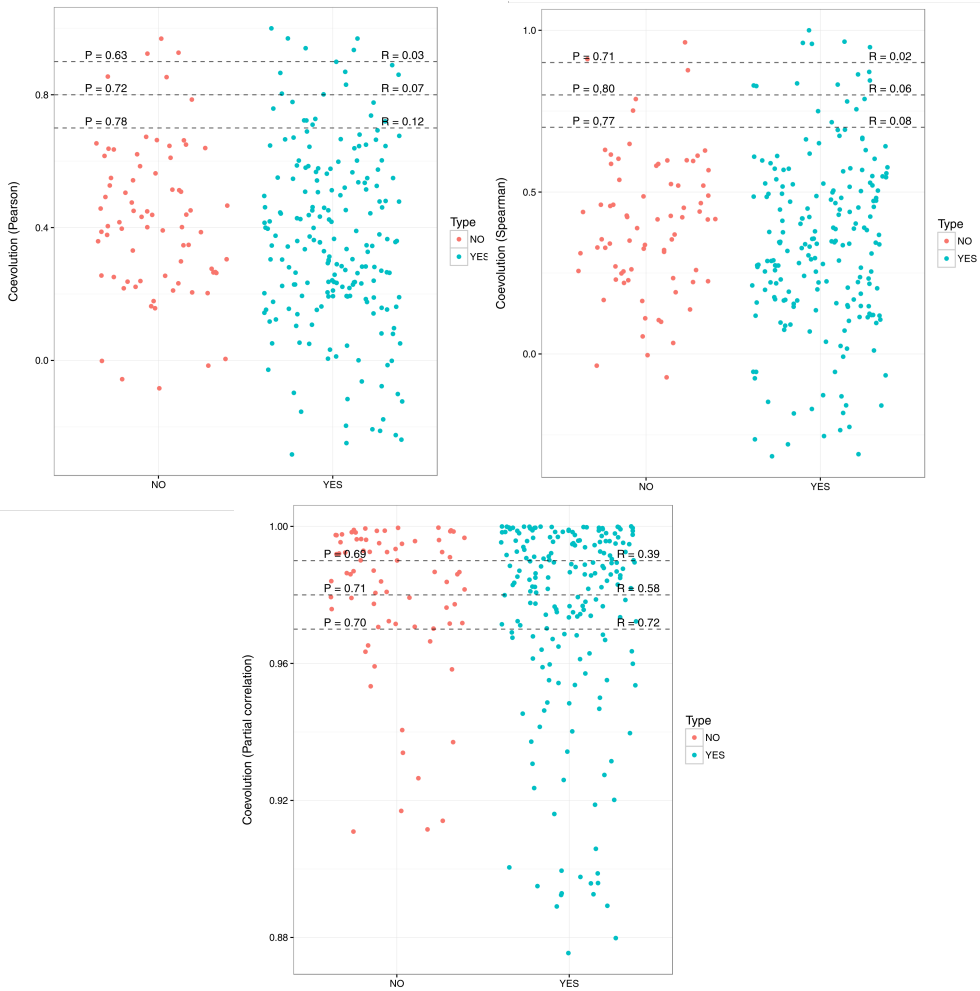 P = 0.63
R = 0.03
0.8
P = 0.72
R = 0.07
P = 0.78
R = 0.12
0.4
0.0
Coevolution (Pearson)
NO
YES
Type
NO
YES
1.0
P = 0.71
R = 0.02
P = 0.80
R = 0.06
P = 0.77
R = 0.08
0.5
0.0
Coevolution (Spearman)
NO
YES
Type
NO
YES
1.00
P = 0.69
R = 0.39
P = 0.71
R = 0.58
P = 0.70
R = 0.72
0.96
0.92
0.88
Coevolution (Partial correlation)
NO
YES
Type
NO
YES